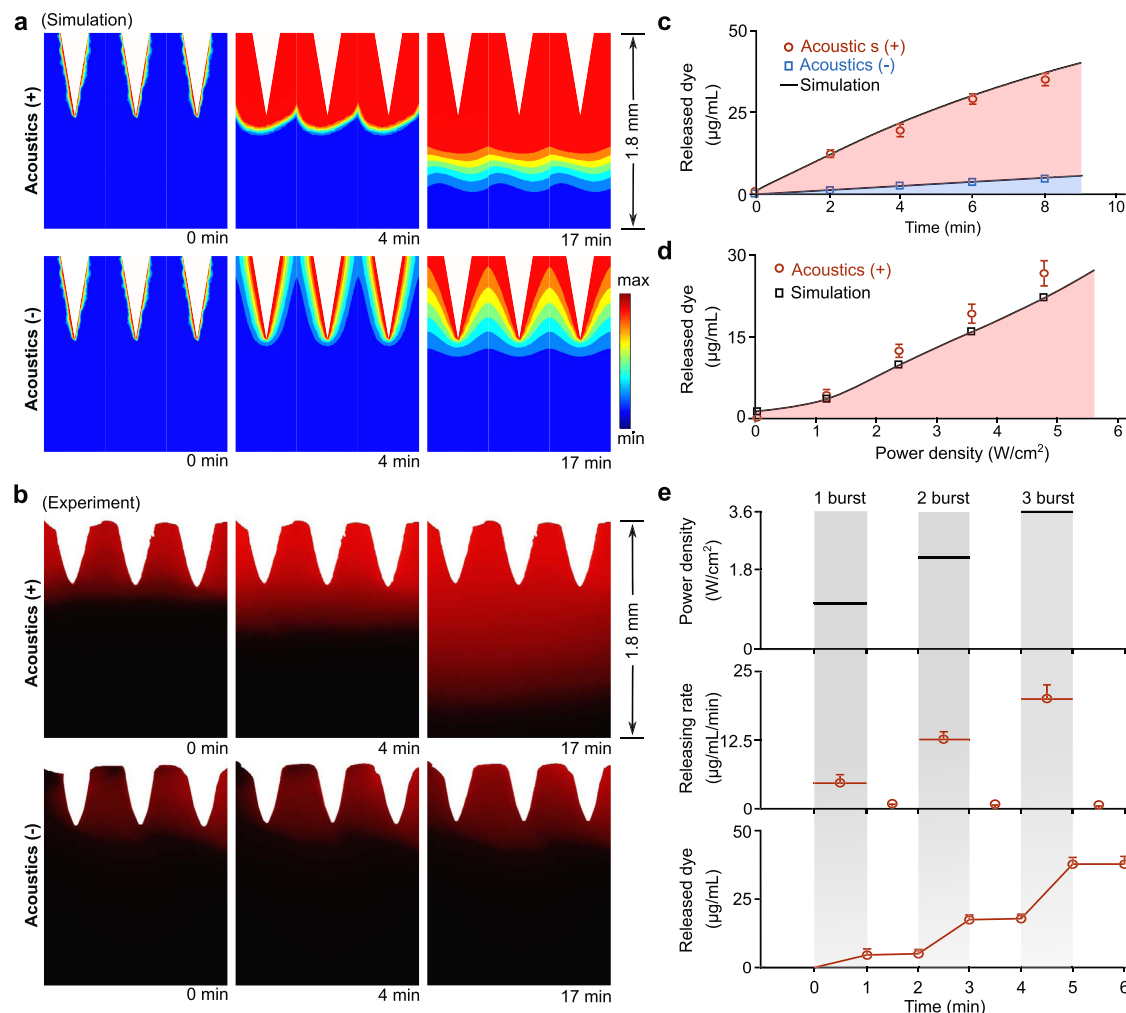 a
(Simulation)
Acoustics (+)
0 min
4 min
17 min
1.8 mm
Acoustics (-)
max
min
0 min
4 min
17 min
b
(Experiment)
Acoustics (+)
0 min
4 min
17 min
1.8 mm
Acoustics (-)
0 min
4 min
17 min
c
Released dye
(µg/mL)
50
25
0
Acoustic s (+)
Acoustics (-)
Simulation
0 2 4 6 8 10
Time (min)
d
Released dye
(µg/mL)
30
15
0
Acoustics (+)
Simulation
0 1 2 3 4 5 6
Power density (W/cm²)
e
1 burst 2 burst 3 burst
Power density
(W/cm²)
3.6
1.8
0
Releasing rate
(µg/mL/min)
25
12.5
0
Released dye
(µg/mL)
50
25
0
0 1 2 3 4 5 6
Time (min)